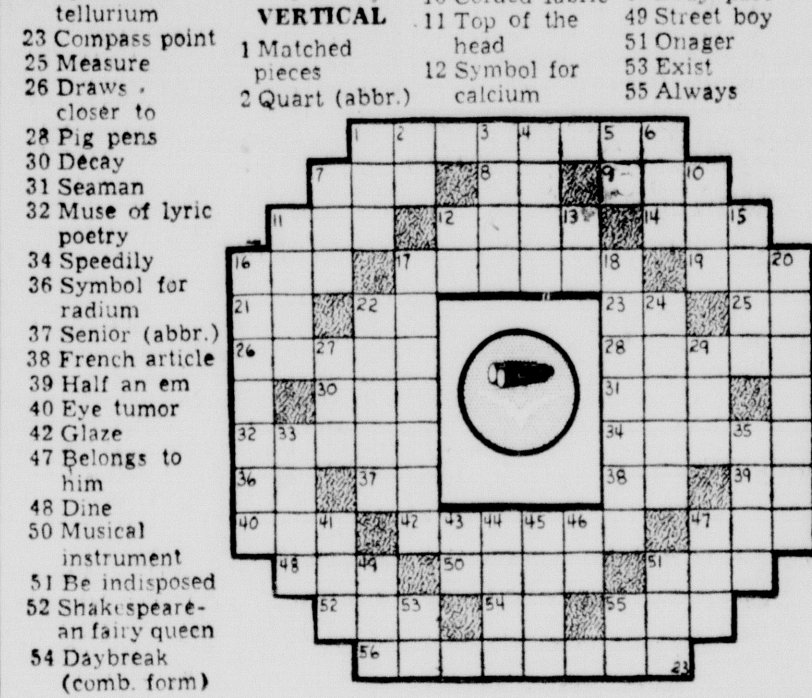 tellurium
23 Compass point
25 Measure
26 Draws
closer to
28 Pig pens
30 Decay
31 Seaman
32 Muse of lyric
poetry
34 Speedily
36 Symbol for
radium
37 Senior (abbr.)
38 French article
39 Half an em
40 Eye tumor
42 Glaze
47 Belongs to
him
48 Dine
50 Musical
instrument
51 Be indisposed
52 Shakespeare-
an fairy queen
54 Daybreak
(comb. form)
VERTICAL
1 Matched
pieces
2 Quart (abbr.)
11 Top of the
head
12 Symbol for
calcium
49 Street boy
51 Onager
53 Exist
55 Always
1 2 3 4 5 6
7 8 9 10
11 12 13 14 15
16 17 18 19 20
21 22 23 24 25
26 27 28 29
30 31
32 33 34 35
36 37 38 39
40 41 42 43 44 45 46 47
48 49 50 51
52 53 54 55
56 23